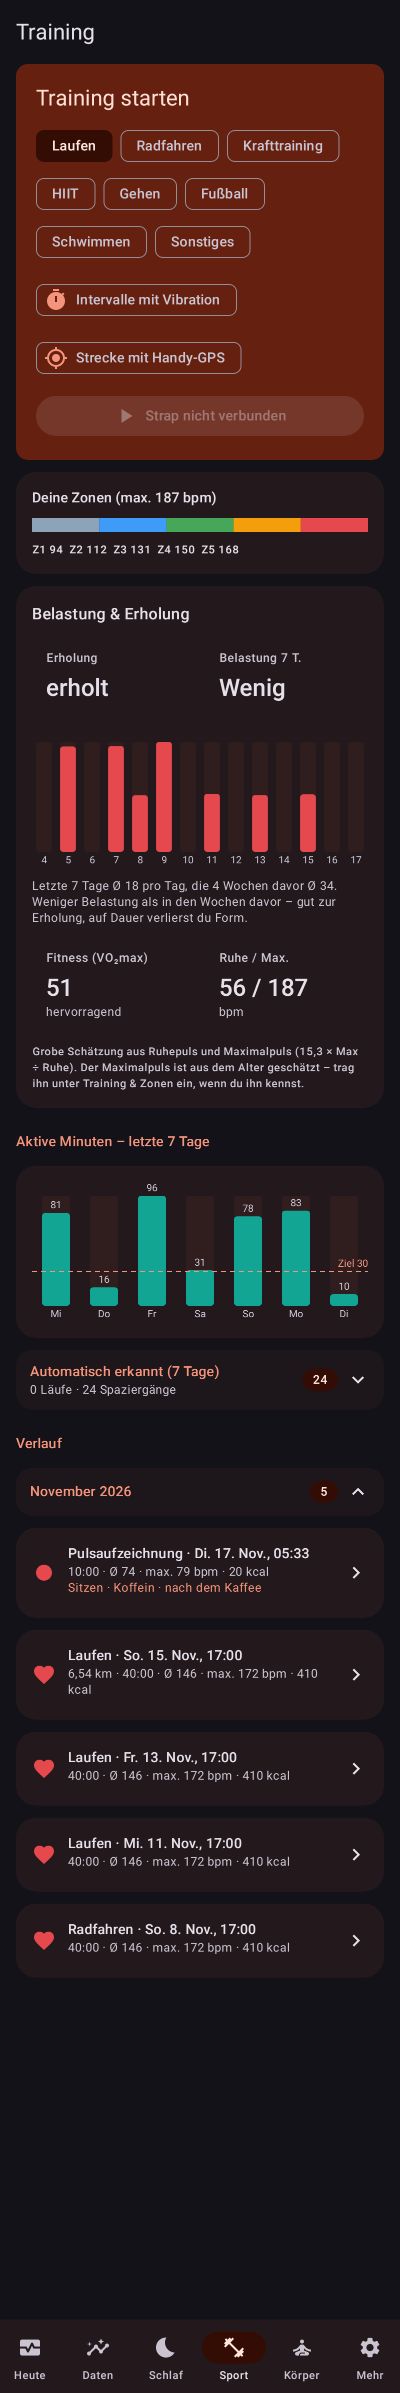 Training
Training starten
Laufen
Radfahren
Krafttraining
HIIT
Gehen
Fußball
Schwimmen
Sonstiges
Intervalle mit Vibration
Strecke mit Handy-GPS
Strap nicht verbunden
Deine Zonen (max. 187 bpm)
Z1 94 Z2 112 Z3 131 Z4 150 Z5 168
Belastung & Erholung
Erholung
Belastung 7 T.
erholt
Wenig
4 5 6 7 8 9 10 11 12 13 14 15 16 17
Letzte 7 Tage Ø 18 pro Tag, die 4 Wochen davor Ø 34.
Weniger Belastung als in den Wochen davor – gut zur
Erholung, auf Dauer verlierst du Form.
Fitness (VO₂max)
Ruhe / Max.
51
56 / 187
hervorragend
bpm
Grobe Schätzung aus Ruhepuls und Maximalpuls (15,3 × Max
÷ Ruhe). Der Maximalpuls ist aus dem Alter geschätzt – trag
ihn unter Training & Zonen ein, wenn du ihn kennst.
Aktive Minuten – letzte 7 Tage
81 16 96 31 78 83 10
Ziel 30
Mi Do Fr Sa So Mo Di
Automatisch erkannt (7 Tage)
0 Läufe · 24 Spaziergänge
24
Verlauf
November 2026
5
Pulsaufzeichnung · Di. 17. Nov., 05:33
10:00 · Ø 74 · max. 79 bpm · 20 kcal
Sitzen · Koffein · nach dem Kaffee
Laufen · So. 15. Nov., 17:00
6,54 km · 40:00 · Ø 146 · max. 172 bpm · 410
kcal
Laufen · Fr. 13. Nov., 17:00
40:00 · Ø 146 · max. 172 bpm · 410 kcal
Laufen · Mi. 11. Nov., 17:00
40:00 · Ø 146 · max. 172 bpm · 410 kcal
Radfahren · So. 8. Nov., 17:00
40:00 · Ø 146 · max. 172 bpm · 410 kcal
Heute
Daten
Schlaf
Sport
Körper
Mehr